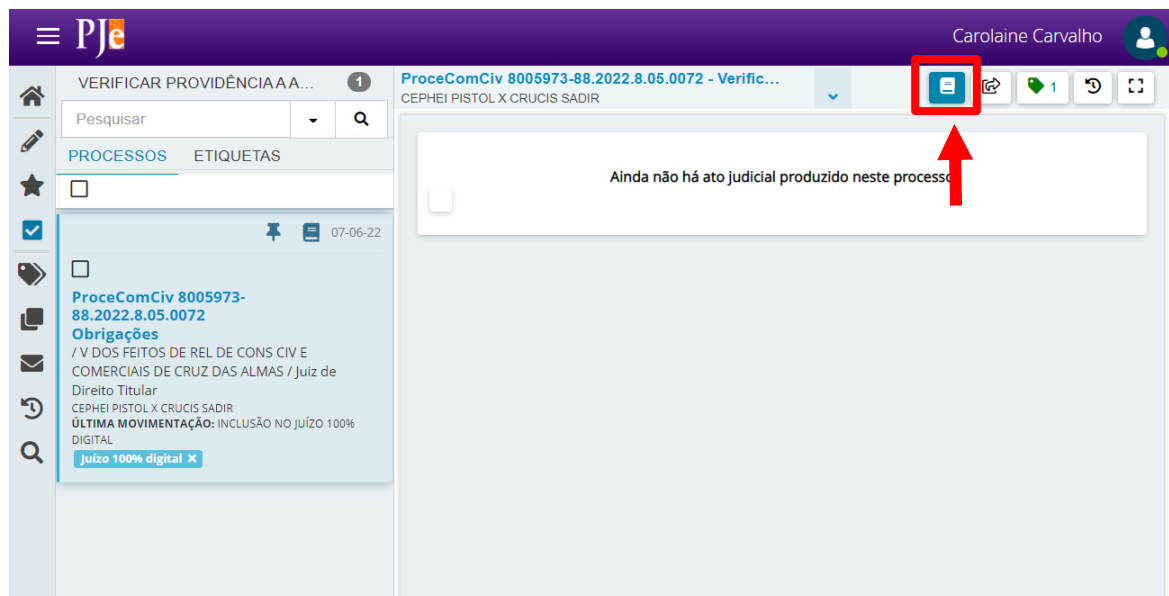 PJe
Carolaine Carvalho
VERIFICAR PROVIDÊNCIA A A...
1
Pesquisar
PROCESSOS
ETIQUETAS
07-06-22
ProceComCiv 8005973-
88.2022.8.05.0072
Obrigações
/ V DOS FEITOS DE REL DE CONS CIV E
COMERCIAIS DE CRUZ DAS ALMAS / Juiz de
Direito Titular
CEPHEI PISTOL X CRUCIS SADIR
ÚLTIMA MOVIMENTAÇÃO: INCLUSÃO NO JUÍZO 100%
DIGITAL
Juízo 100% digital ×
ProceComCiv 8005973-88.2022.8.05.0072 - Verific...
CEPHEI PISTOL X CRUCIS SADIR
1
Ainda não há ato judicial produzido neste processo